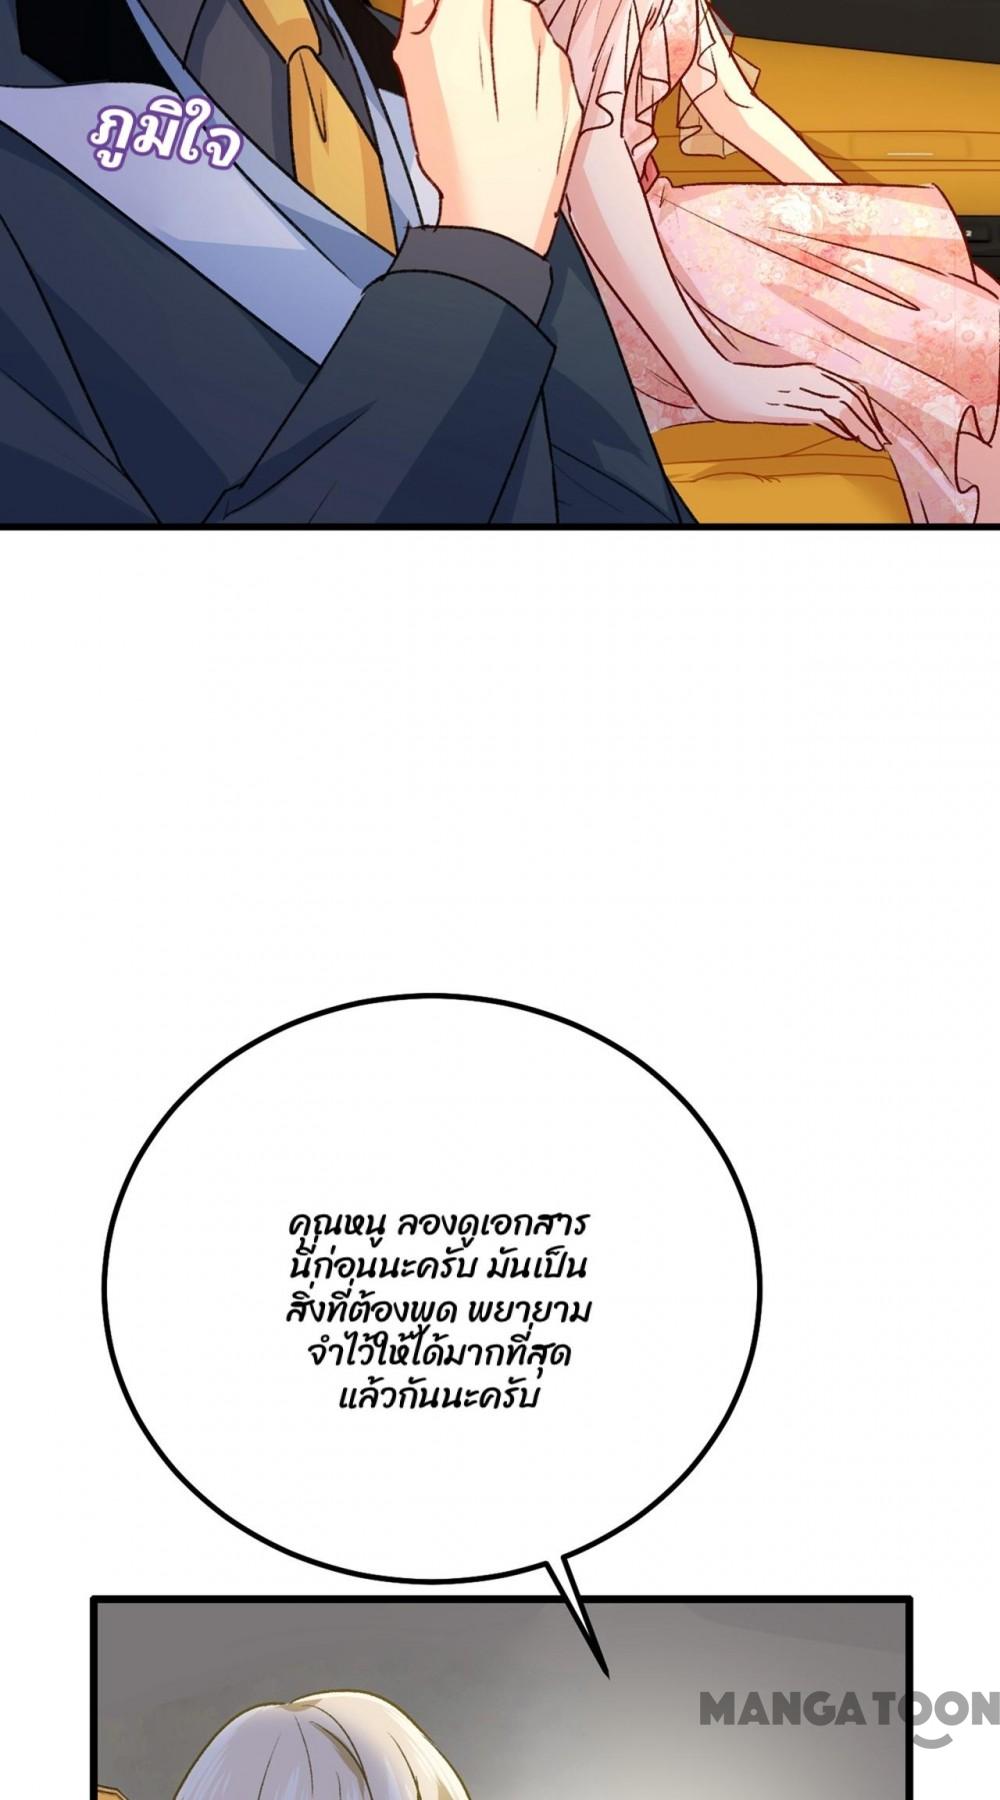 ภูมิใจ
คุณหนู ลองดูเอกสาร
นี่ก่อนนะครับ มันเป็น
สิ่งที่ต้องพูด พยายาม
จำไว้ให้ได้มากที่สุด
แล้วกันนะครับ
MANGATOON